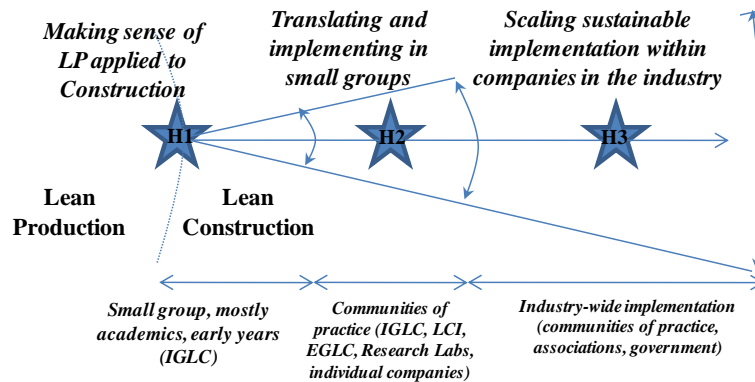 Making sense of
LP applied to
Construction
Translating and
implementing in
small groups
Scaling sustainable
implementation within
companies in the industry
H1
H2
H3
Lean
Production
Lean
Construction
Small group, mostly
academics, early years
(IGLC)
Communities of
practice (IGLC, LCI,
EGLC, Research Labs,
individual companies)
Industry-wide implementation
(communities of practice,
associations, government)